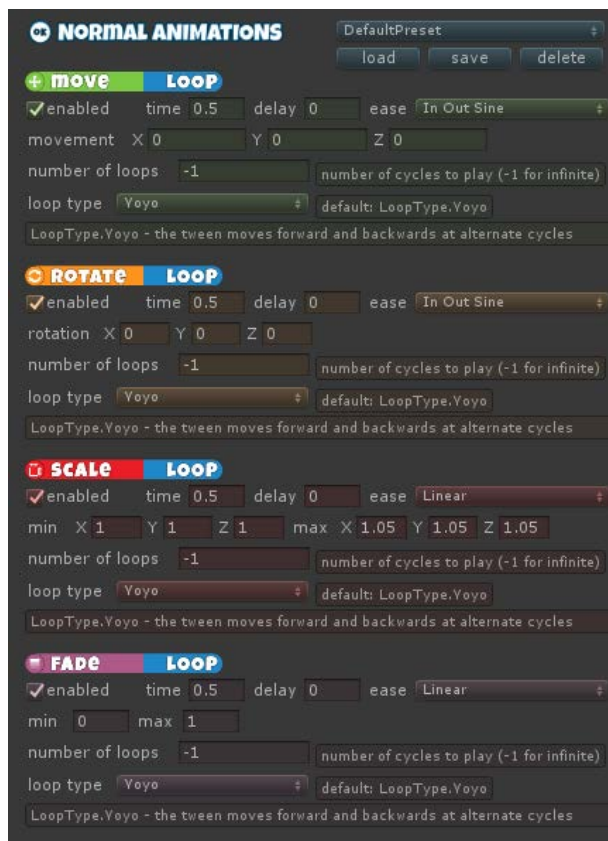 OK NORMAL ANIMATIONS DefaultPreset
load save delete
move LOOP
enabled time 0.5 delay 0 ease In Out Sine
movement X 0 Y 0 Z 0
number of loops -1 number of cycles to play (-1 for infinite)
loop type Yoyo default: LoopType.Yoyo
LoopType.Yoyo - the tween moves forward and backwards at alternate cycles
ROTATe LOOP
enabled time 0.5 delay 0 ease In Out Sine
rotation X 0 Y 0 Z 0
number of loops -1 number of cycles to play (-1 for infinite)
loop type Yoyo default: LoopType.Yoyo
LoopType.Yoyo - the tween moves forward and backwards at alternate cycles
SCALe LOOP
enabled time 0.5 delay 0 ease Linear
min X 1 Y 1 Z 1 max X 1.05 Y 1.05 Z 1.05
number of loops -1 number of cycles to play (-1 for infinite)
loop type Yoyo default: LoopType.Yoyo
LoopType.Yoyo - the tween moves forward and backwards at alternate cycles
FADe LOOP
enabled time 0.5 delay 0 ease Linear
min 0 max 1
number of loops -1 number of cycles to play (-1 for infinite)
loop type Yoyo default: LoopType.Yoyo
LoopType.Yoyo - the tween moves forward and backwards at alternate cycles